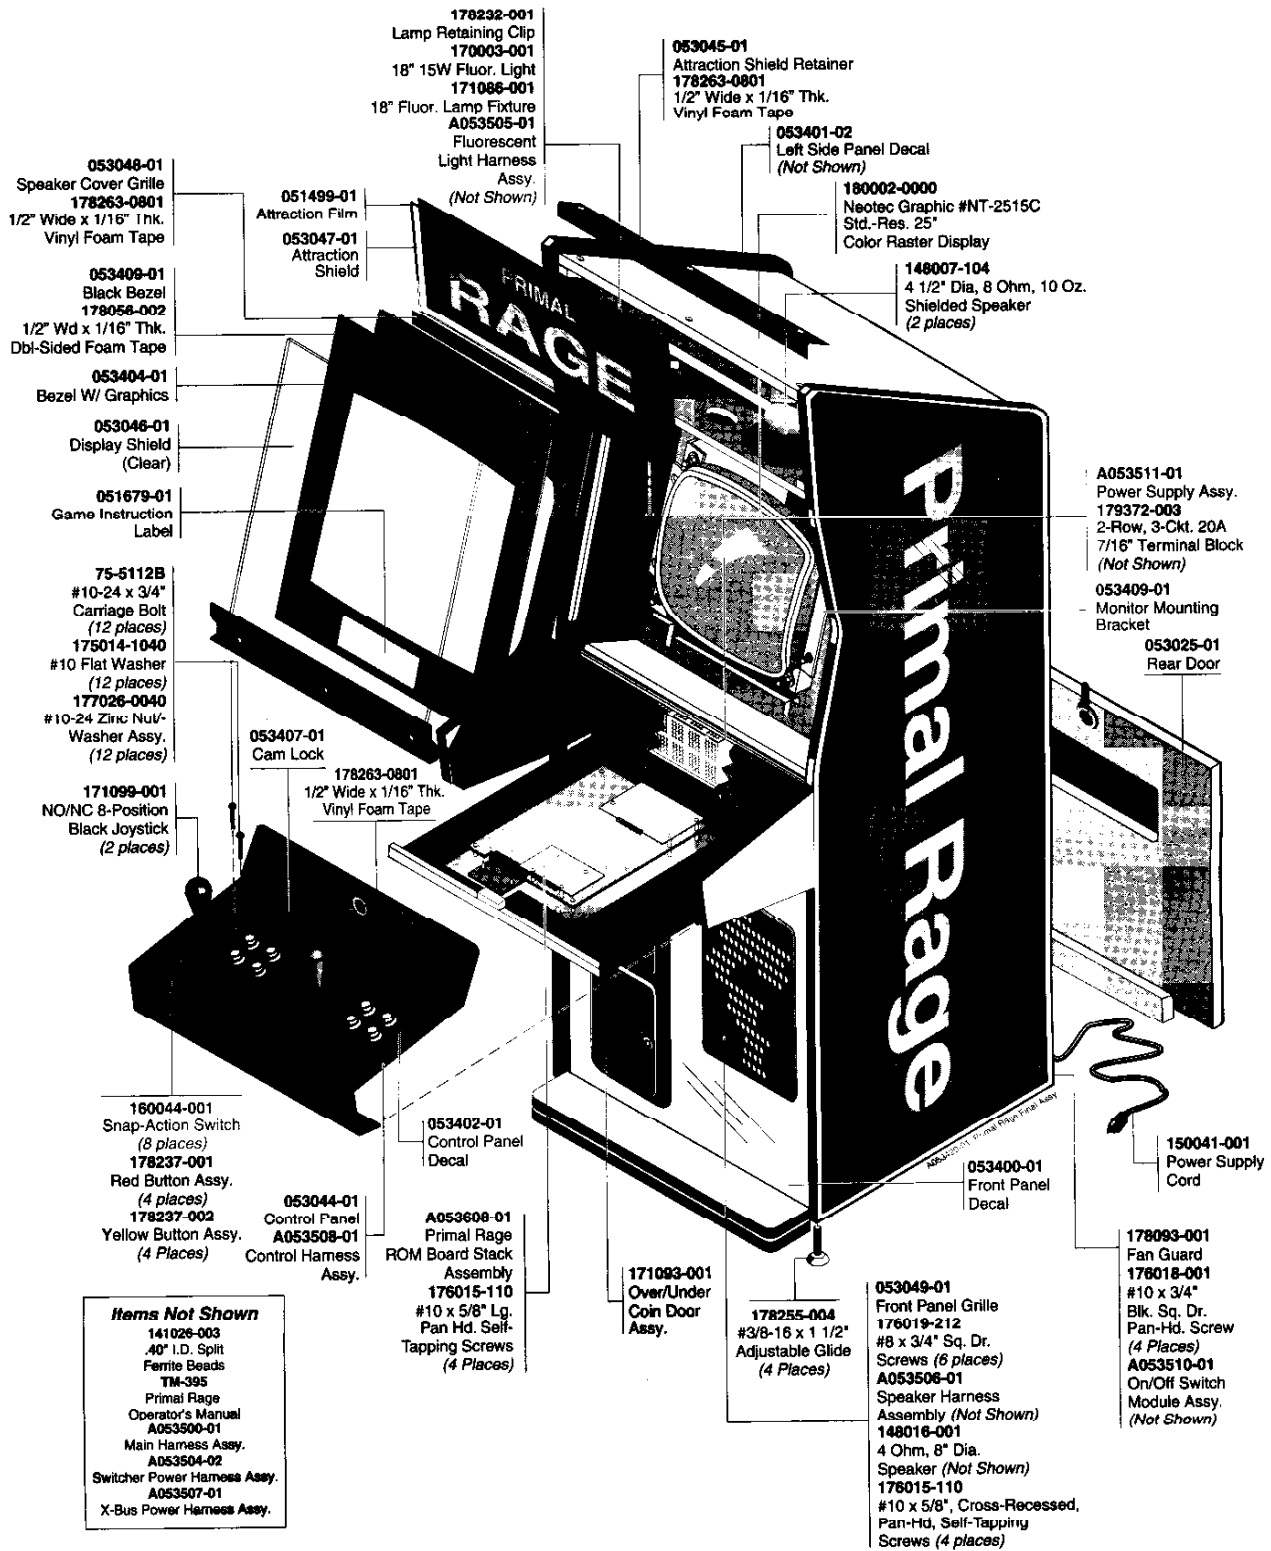 178232-001
Lamp Retaining Clip
170003-001
18" 15W Fluor. Light
171086-001
18" Fluor. Lamp Fixture
A053505-01
Fluorescent
Light Harness
Assy.
(Not Shown)
053045-01
Attraction Shield Retainer
178263-0801
1/2" Wide x 1/16" Thk.
Vinyl Foam Tape
053401-02
Left Side Panel Decal
(Not Shown)
180002-0000
Neotec Graphic #NT-2515C
Std.-Res. 25"
Color Raster Display
148007-104
4 1/2" Dia, 8 Ohm, 10 Oz.
Shielded Speaker
(2 places)
053048-01
Speaker Cover Grille
178263-0801
1/2" Wide x 1/16" Thk.
Vinyl Foam Tape
051499-01
Attraction Film
053047-01
Attraction
Shield
053409-01
Black Bezel
178058-002
1/2" Wd x 1/16" Thk.
Dbl-Sided Foam Tape
053404-01
Bezel W/ Graphics
053046-01
Display Shield
(Clear)
051679-01
Game Instruction
Label
75-5112B
#10-24 x 3/4"
Carriage Bolt
(12 places)
175014-1040
#10 Flat Washer
(12 places)
177026-0040
#10-24 Zinc Nut/-
Washer Assy.
(12 places)
171099-001
NO/NC 8-Position
Black Joystick
(2 places)
053407-01
Cam Lock
178263-0801
1/2" Wide x 1/16" Thk.
Vinyl Foam Tape
PRIMAL
RAGE
Primal Rage
A053511-01
Power Supply Assy.
179372-003
2-Row, 3-Ckt. 20A
7/16" Terminal Block
(Not Shown)
053409-01
Monitor Mounting
Bracket
053025-01
Rear Door
A053420-01 Primal Rage Final Assy
160044-001
Snap-Action Switch
(8 places)
178237-001
Red Button Assy.
(4 places)
178237-002
Yellow Button Assy.
(4 Places)
053402-01
Control Panel
Decal
053044-01
Control Panel
A053508-01
Control Harness
Assy.
A053608-01
Primal Rage
ROM Board Stack
Assembly
176015-110
#10 x 5/8" Lg.
Pan Hd. Self-
Tapping Screws
(4 Places)
171093-001
Over/Under
Coin Door
Assy.
178255-004
#3/8-16 x 1 1/2"
Adjustable Glide
(4 Places)
053400-01
Front Panel
Decal
150041-001
Power Supply
Cord
053049-01
Front Panel Grille
176019-212
#8 x 3/4" Sq. Dr.
Screws (6 places)
A053506-01
Speaker Harness
Assembly (Not Shown)
148016-001
4 Ohm, 8" Dia.
Speaker (Not Shown)
176015-110
#10 x 5/8", Cross-Recessed,
Pan-Hd, Self-Tapping
Screws (4 places)
178093-001
Fan Guard
176018-001
#10 x 3/4"
Blk. Sq. Dr.
Pan-Hd. Screw
(4 Places)
A053510-01
On/Off Switch
Module Assy.
(Not Shown)
Items Not Shown
141026-003
.40" I.D. Split
Ferrite Beads
TM-395
Primal Rage
Operator's Manual
A053500-01
Main Harness Assy.
A053504-02
Switcher Power Harness Assy.
A053507-01
X-Bus Power Harness Assy.